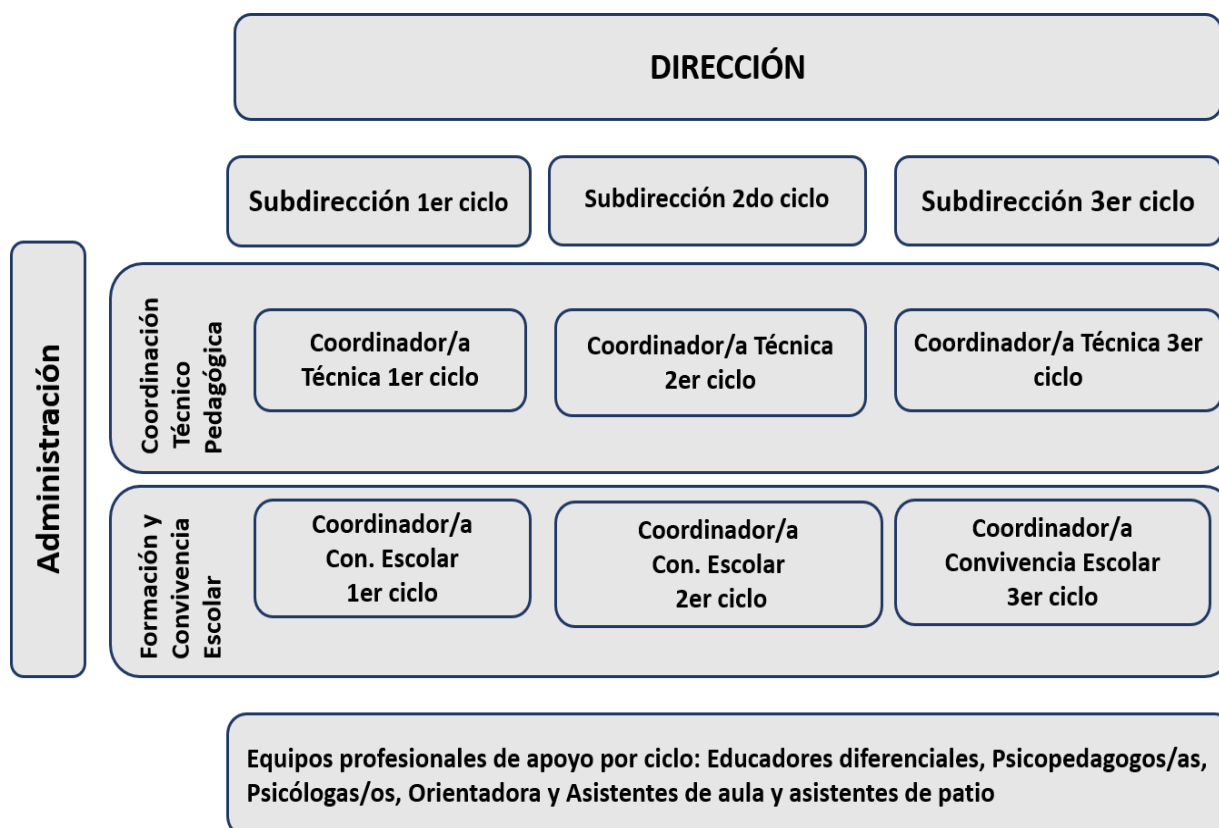 DIRECCIÓN
Subdirección 1er ciclo
Subdirección 2do ciclo
Subdirección 3er ciclo
Administración
Coordinación
Técnico
Pedagógica
Coordinador/a
Técnica 1er ciclo
Coordinador/a Técnica
2er ciclo
Coordinador/a Técnica 3er
ciclo
Formación y
Convivencia
Escolar
Coordinador/a
Con. Escolar
1er ciclo
Coordinador/a
Con. Escolar
2er ciclo
Coordinador/a
Convivencia Escolar
3er ciclo
Equipos profesionales de apoyo por ciclo: Educadores diferenciales, Psicopedagogos/as,
Psicólogas/os, Orientadora y Asistentes de aula y asistentes de patio